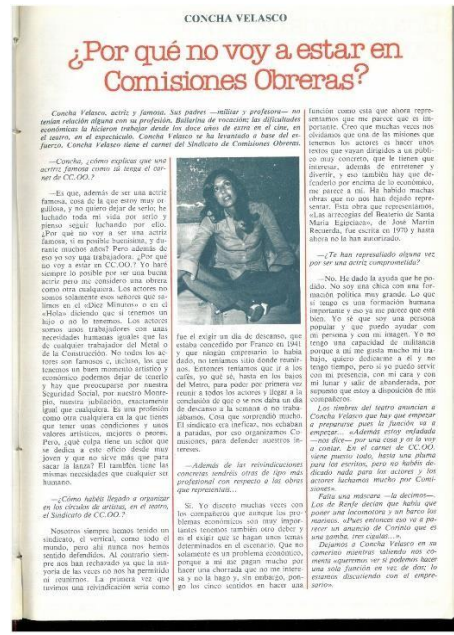 CONCHA VELASCO
¿Por qué no voy a estar en
Comisiones Obreras?
Concha Velasco, actriz y famosa. Sus padres —militar y profesora— no
tenían relación alguna con su profesión. Bailarina de vocación; las dificultades
económicas la hicieron trabajar desde los doce años de extra en el cine, en
el teatro, en el espectáculo. Concha Velasco se ha levantado a base del es-
fuerzo. Concha Velasco tiene el carnet del Sindicato de Comisiones Obreras.
—Concha, ¿cómo explicas que una
actriz famosa como tú tenga el car-
net de CC.OO.?
—Es que, además de ser una actriz
famosa, cosa de la que estoy muy or-
gullosa, y no quiero dejar de serlo; he
luchado toda mi vida por serlo y
pienso seguir luchando por ello.
¿Por qué no voy a ser una actriz
famosa, si es posible buenísima, y du-
rante muchos años? Pero además de
eso yo soy una trabajadora. ¿Por qué
no voy a estar en CC.OO.? Yo haré
siempre lo posible por ser una buena
actriz pero me considero una obrera
como otra cualquiera. Los actores no
somos solamente esos señores que sa-
limos en el «Diez Minutos» o en el
«Hola» diciendo que si tenemos un
hijo o no lo tenemos. Los actores
somos unos trabajadores con unas
necesidades humanas iguales que las
de cualquier trabajador del Metal o
de la Construcción. No todos los ac-
tores son famosos e, incluso, los que
tenemos un buen momento artístico y
económico podemos dejar de tenerlo
y hay que preocuparse por nuestra
Seguridad Social, por nuestro Monte-
pío, nuestra jubilación, exactamente
igual que cualquiera. Es una profesión
como otra cualquiera en la que tienes
que tener unas condiciones y unos
valores artísticos, mejores o peores.
Pero, ¿qué culpa tiene un señor que
se dedica a este oficio desde muy
joven y que no sirve más que para
sacar la lanza? El también tiene las
mismas necesidades que cualquier ser
humano.
—¿Cómo habéis llegado a organizar
en los círculos de artistas, en el teatro,
el Sindicato de CC.OO.?
Nosotros siempre hemos tenido un
sindicato, el vertical, como todo el
mundo, pero ahí nunca nos hemos
sentido defendidos. Al contrario siem-
pre nos han rechazado ya que la ma-
yoría de las veces no nos ha permitido
ni reunirnos. La primera vez que
tuvimos una reivindicación seria como
fue el exigir un día de descanso, que
estaba concedido por Franco en 1941
y que ningún empresario lo había
dado, no teníamos sitio donde reunir-
nos. Entonces teníamos que ir a los
cafés, yo qué sé, hasta en los bares
del Metro, para poder por primera vez
reunir a todos los actores y llegar a la
conclusión de que o se nos daba un día
de descanso a la semana o no traba-
jábamos. Cosa que sorprendió mucho.
El sindicato era ineficaz, nos echaban
a patadas, por eso organizamos Co-
misiones, para defender nuestros in-
tereses.
—Además de las reivindicaciones
concretas tendréis otras de tipo más
profesional con respecto a las obras
que representáis...
Sí. Yo discuto muchas veces con
los compañeros que aunque los pro-
blemas económicos son muy impor-
tantes tenemos también otro deber y
es el exigir que se hagan unos temas
determinados en el escenario. Que no
solamente es un problema económico,
porque a mí me pagan mucho por
hacer una chorrada que no me intere-
sa y no la hago y, sin embargo, pon-
go los cinco sentidos en hacer una
función como esta que ahora repre-
sentamos que me parece que es im-
portante. Creo que muchas veces nos
olvidamos que una de las misiones que
tenemos los actores es hacer unos
textos que vayan dirigidos a un públi-
co muy concreto, que le tienen que
interesar, además de entretener y
divertir, y eso también hay que de-
fenderlo por encima de lo económico,
me parece a mí. Ha habido muchas
obras que no nos han dejado repre-
sentar. Esta obra que representamos,
«Las arrecogías del Beaterio de Santa
María Egipciaca», de José Martín
Recuerda, fue escrita en 1970 y hasta
ahora no la han autorizado.
—¿Te han represaliado alguna vez
por ser una actriz comprometida?
—No. He dado la ayuda que he po-
dido. No soy una chica con una for-
mación política muy grande. Lo que
sí tengo es una formación humana
importante y eso ya me parece que está
bien. Yo sé que soy una persona
popular y que puedo ayudar con
mi persona y con mi imagen. Yo no
tengo una capacidad de militancia
porque a mí me gusta mucho mi tra-
bajo, quiero dedicarme a él y no
tengo tiempo, pero si yo puedo servir
con mi presencia, con mi cara y con
mi lunar y salir de abanderada, por
supuesto que estoy a disposición de mis
compañeros.
Los timbres del teatro anuncian a
Concha Velasco que hay que empezar
a prepararse pues la función va a
empezar... «Además estoy enfadada
—nos dice— por una cosa y os la voy
a contar. En el carnet de CC.OO.
viene puesto todo, hasta una pluma
para los escritos, pero no habéis de-
dicado nada para los actores y los
actores luchamos mucho por Comi-
siones».
Falta una máscara —la decimos—.
Los de Renfe decían que había que
poner una locomotora y un barco los
marinos. «Pues entonces eso va a pa-
recer un anuncio de Corinto que es
una gamba, tres cigalas...».
Dejamos a Concha Velasco en su
camerino mientras saliendo nos co-
menta «queremos ver si podemos hacer
una sola función en vez de dos; lo
estamos discutiendo con el empre-
sario».